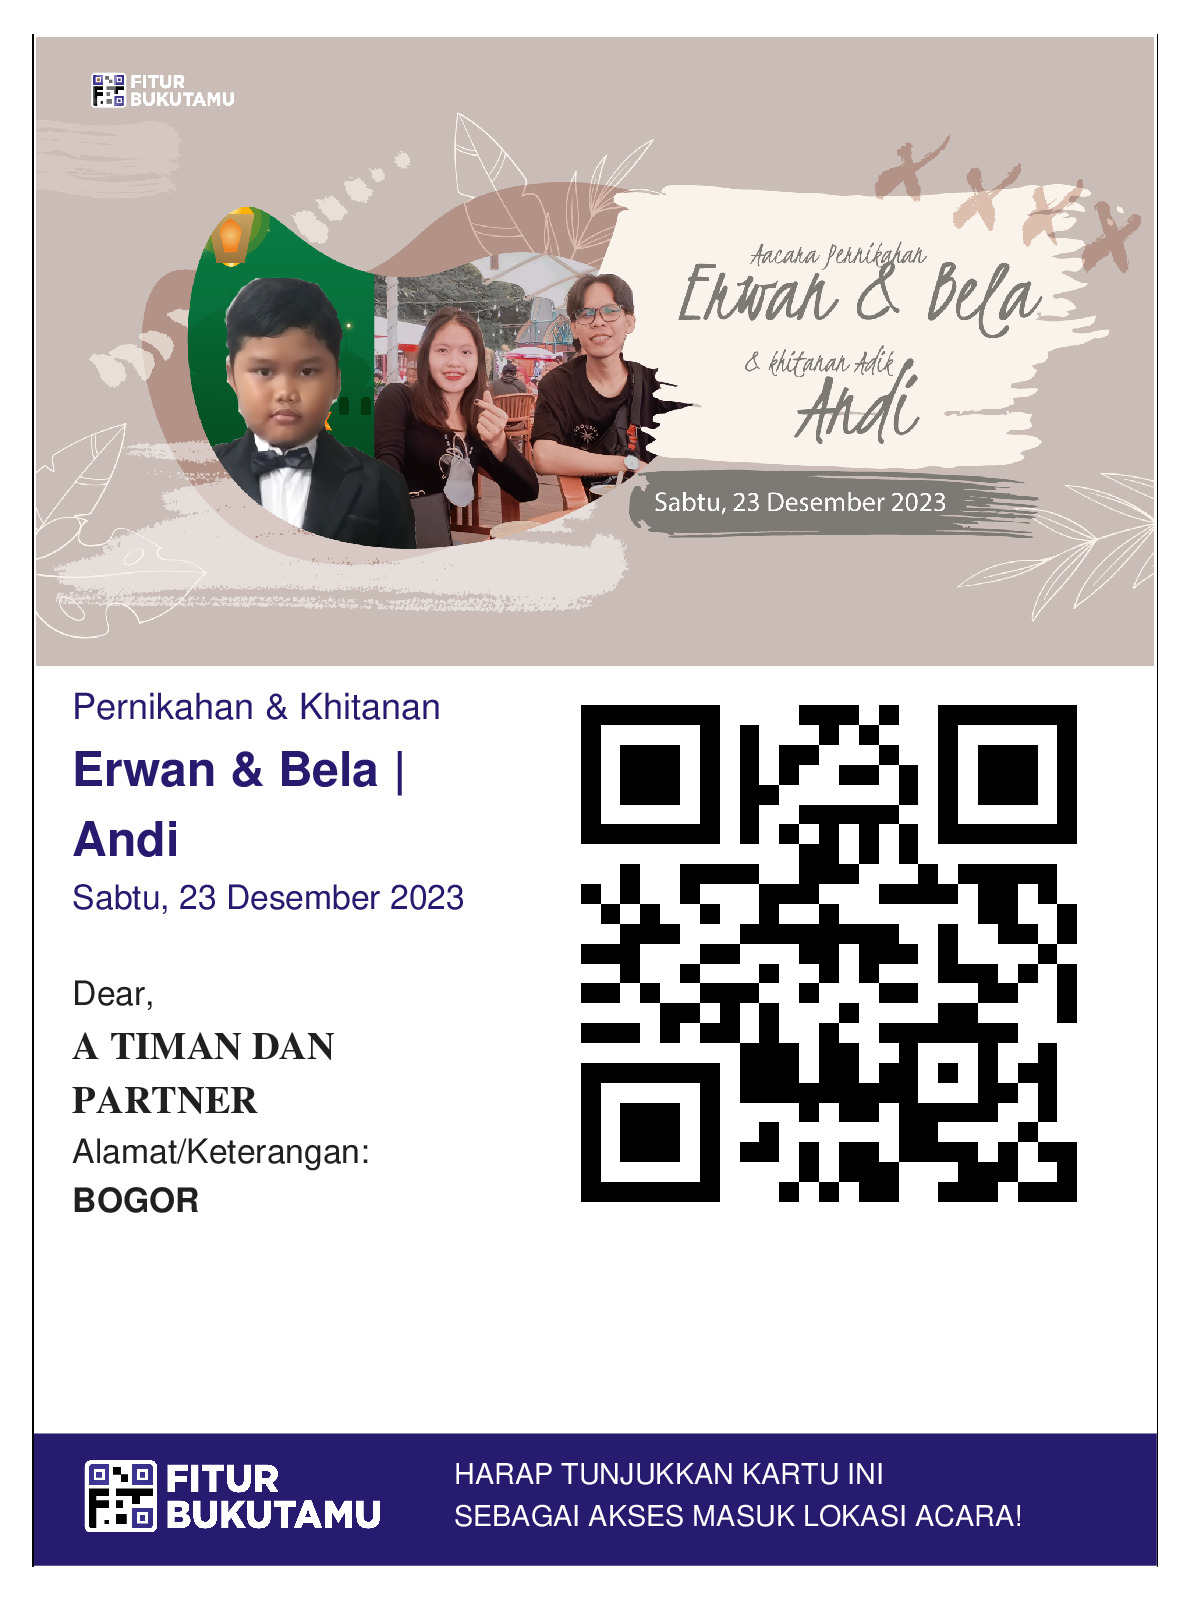 FITUR
BUKUTAMU
Aacara Pernikahan
Erwan & Bela
& khitanan Adik
Andi
Sabtu, 23 Desember 2023
Pernikahan & Khitanan
Erwan & Bela |
Andi
Sabtu, 23 Desember 2023
Dear,
A TIMAN DAN
PARTNER
Alamat/Keterangan:
BOGOR
FITUR
BUKUTAMU
HARAP TUNJUKKAN KARTU INI
SEBAGAI AKSES MASUK LOKASI ACARA!